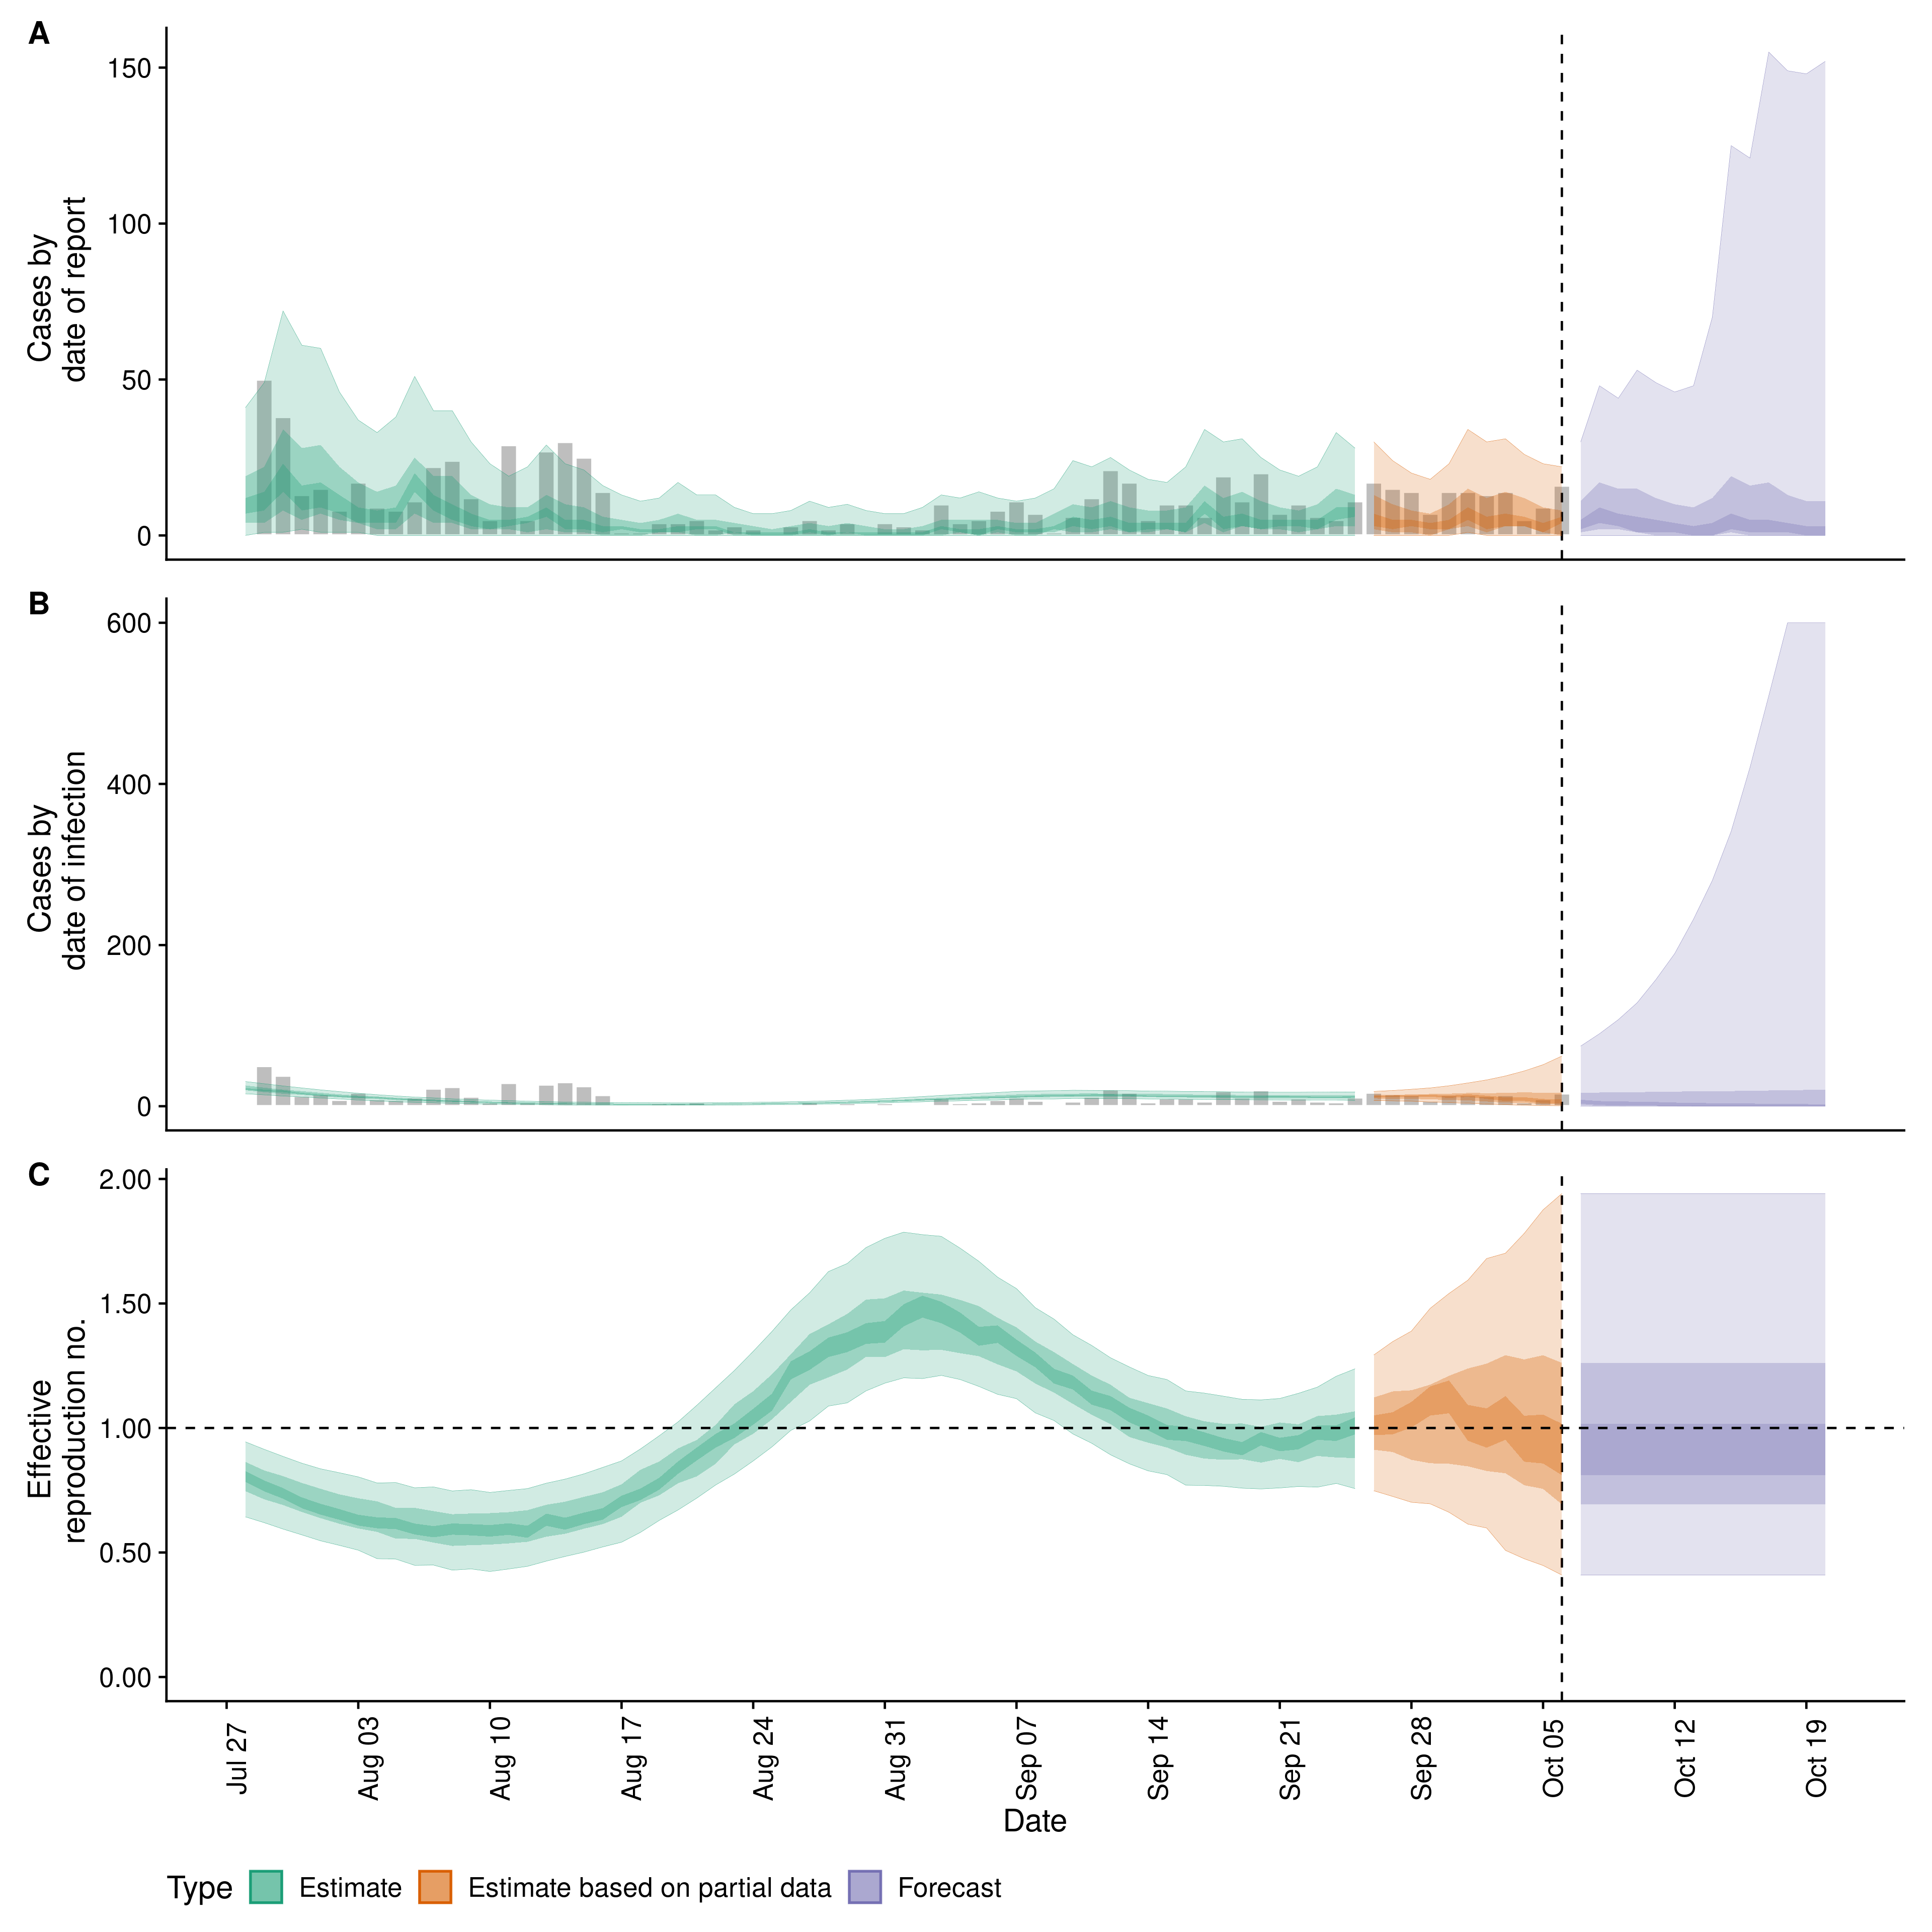 A
Cases by
date of report
150
100
50
0
B
Cases by
date of infection
600
400
200
0
C
Effective
reproduction no.
2.00
1.50
1.00
0.50
0.00
Jul 27
Aug 03
Aug 10
Aug 17
Aug 24
Aug 31
Sep 07
Sep 14
Sep 21
Sep 28
Oct 05
Oct 12
Oct 19
Date
Type Estimate Estimate based on partial data Forecast